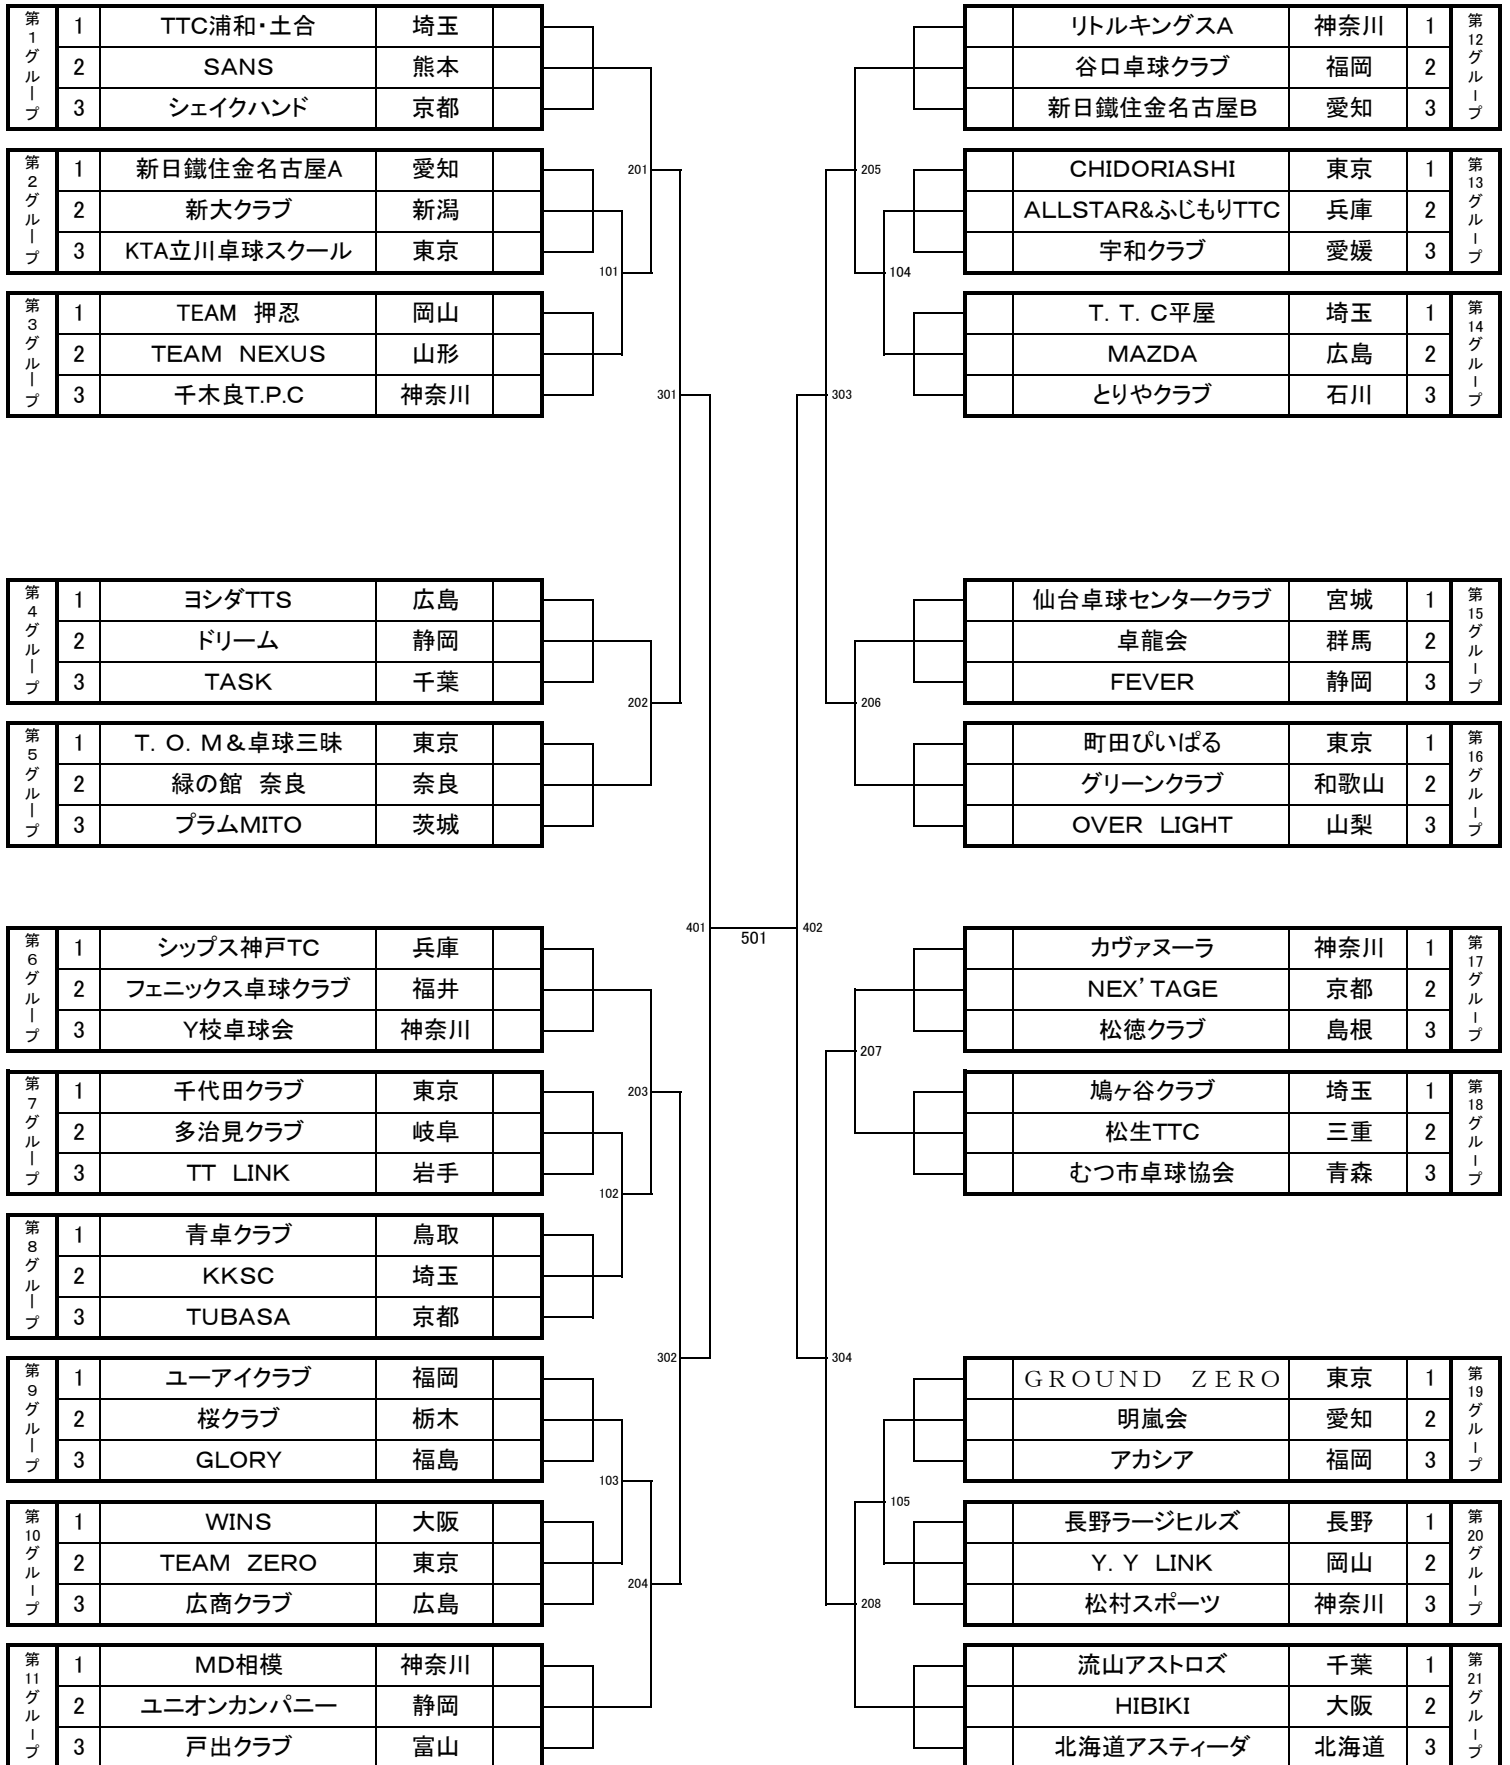 第1グループ
1 TTC浦和・土合 埼玉
2 SANS 熊本
3 シェイクハンド 京都
第2グループ
1 新日鐵住金名古屋A 愛知
2 新大クラブ 新潟
3 KTA立川卓球スクール 東京
第3グループ
1 TEAM 押忍 岡山
2 TEAM NEXUS 山形
3 千木良T.P.C 神奈川
第4グループ
1 ヨシダTTS 広島
2 ドリーム 静岡
3 TASK 千葉
第5グループ
1 T.O.M&卓球三昧 東京
2 緑の館 奈良 奈良
3 プラムMITO 茨城
第6グループ
1 シップス神戸TC 兵庫
2 フェニックス卓球クラブ 福井
3 Y校卓球会 神奈川
第7グループ
1 千代田クラブ 東京
2 多治見クラブ 岐阜
3 TT LINK 岩手
第8グループ
1 青卓クラブ 鳥取
2 KKSC 埼玉
3 TUBASA 京都
第9グループ
1 ユーアイクラブ 福岡
2 桜クラブ 栃木
3 GLORY 福島
第10グループ
1 WINS 大阪
2 TEAM ZERO 東京
3 広商クラブ 広島
第11グループ
1 MD相模 神奈川
2 ユニオンカンパニー 静岡
3 戸出クラブ 富山
201
101
301
202
401
203
102
302
103
204
501
205
104
303
206
402
207
304
105
208
リトルキングスA 神奈川 1
谷口卓球クラブ 福岡 2
新日鐵住金名古屋B 愛知 3
第12グループ
CHIDORIASHI 東京 1
ALLSTAR&ふじもりTTC 兵庫 2
宇和クラブ 愛媛 3
第13グループ
T.T.C平屋 埼玉 1
MAZDA 広島 2
とりやクラブ 石川 3
第14グループ
仙台卓球センタークラブ 宮城 1
卓龍会 群馬 2
FEVER 静岡 3
第15グループ
町田ぴいぱる 東京 1
グリーンクラブ 和歌山 2
OVER LIGHT 山梨 3
第16グループ
カヴァヌーラ 神奈川 1
NEX'TAGE 京都 2
松徳クラブ 島根 3
第17グループ
鳩ヶ谷クラブ 埼玉 1
松生TTC 三重 2
むつ市卓球協会 青森 3
第18グループ
GROUND ZERO 東京 1
明嵐会 愛知 2
アカシア 福岡 3
第19グループ
長野ラージヒルズ 長野 1
Y.Y LINK 岡山 2
松村スポーツ 神奈川 3
第20グループ
流山アストロズ 千葉 1
HIBIKI 大阪 2
北海道アスティーダ 北海道 3
第21グループ